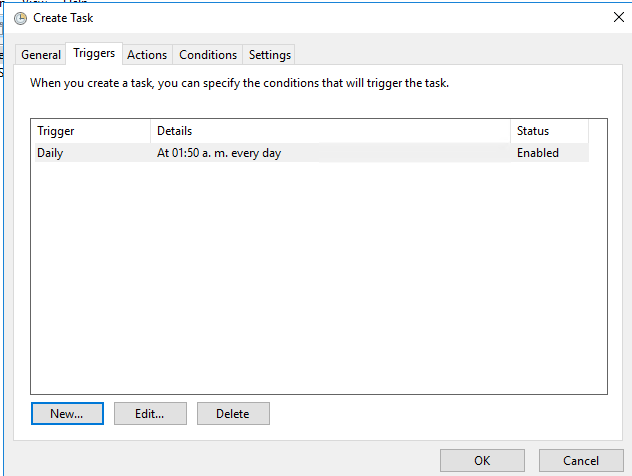 Create Task
General Triggers Actions Conditions Settings
When you create a task, you can specify the conditions that will trigger the task.
Trigger Details Status
Daily At 01:50 a. m. every day Enabled
New... Edit... Delete
OK Cancel